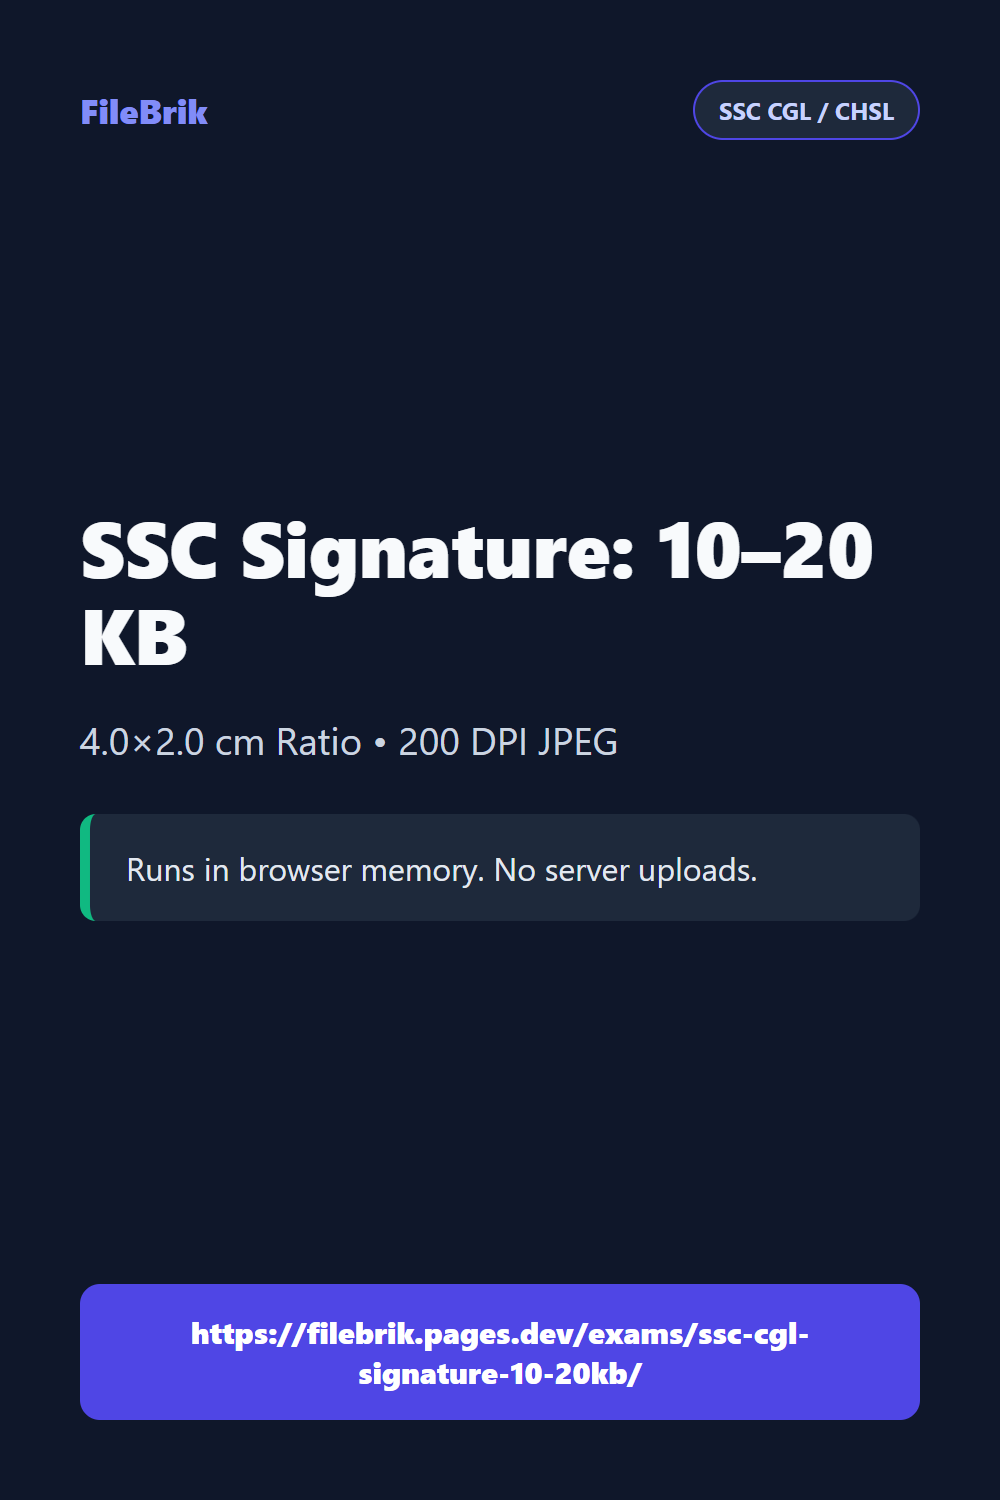 FileBrik
SSC CGL / CHSL
SSC Signature: 10–20
KB
4.0×2.0 cm Ratio • 200 DPI JPEG
Runs in browser memory. No server uploads.
https://filebrik.pages.dev/exams/ssc-cgl-
signature-10-20kb/